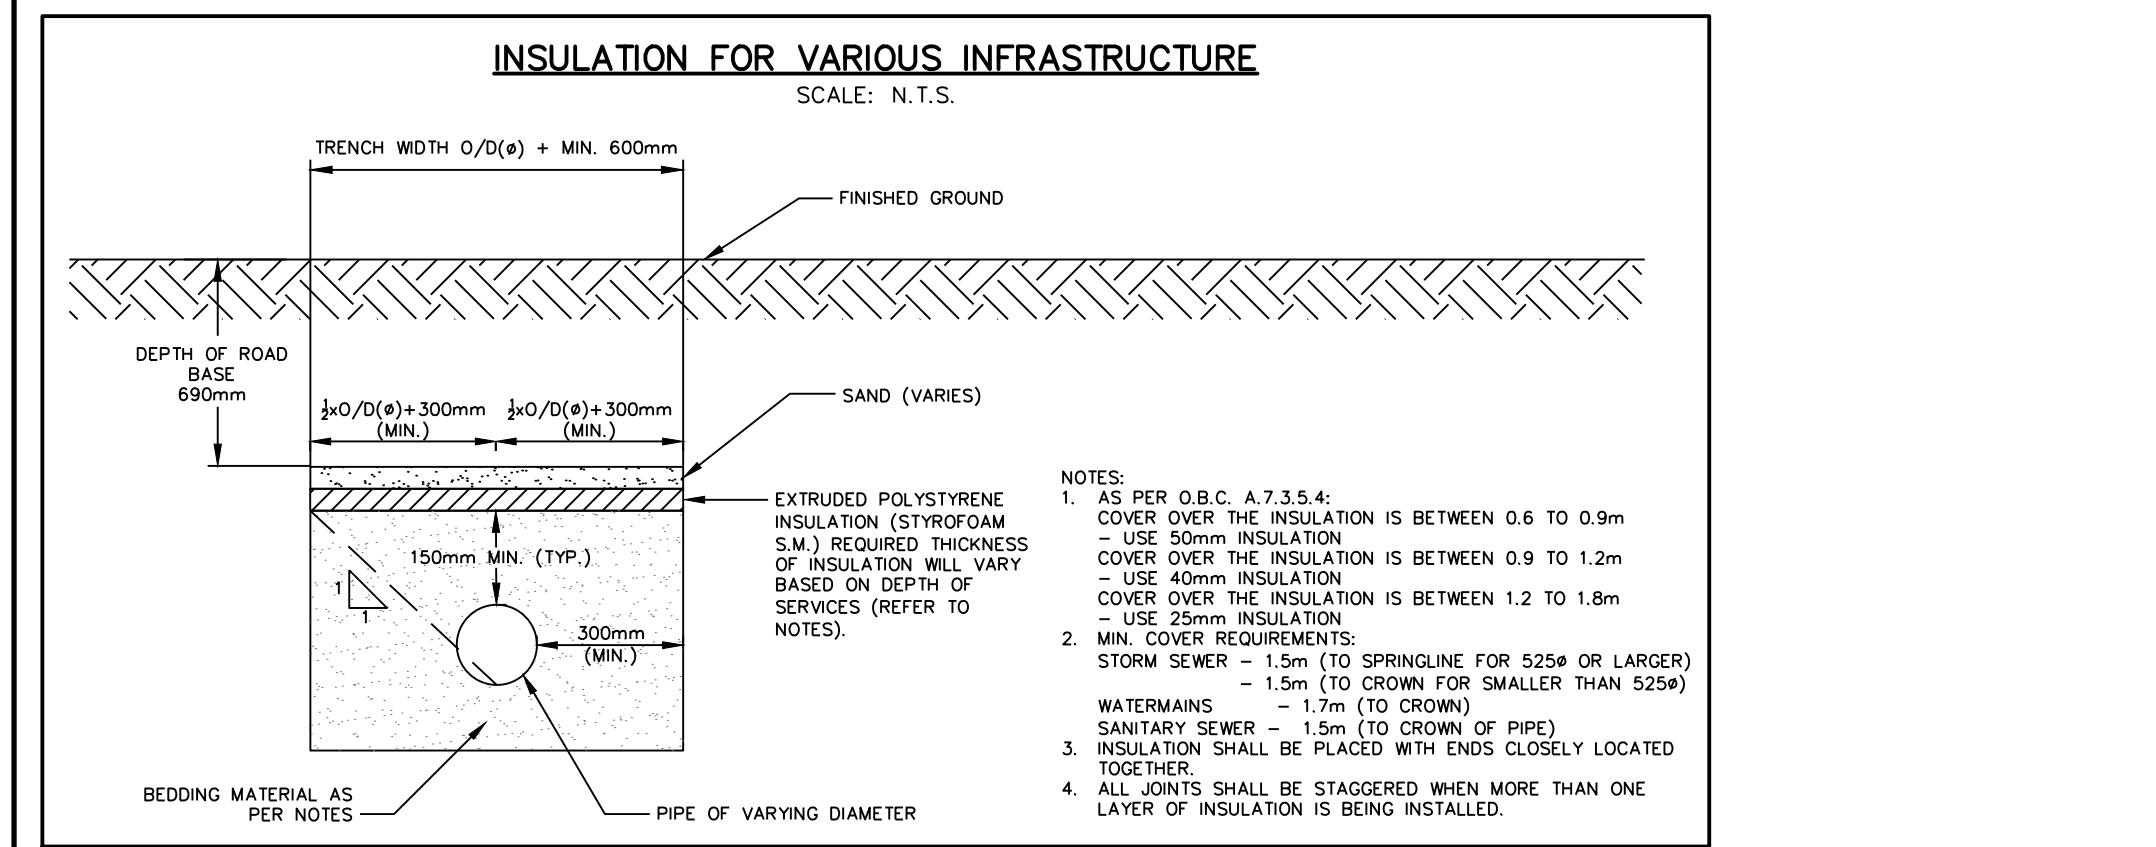 INSULATION FOR VARIOUS INFRASTRUCTURE
SCALE: N.T.S.
TRENCH WIDTH O/D(ø) + MIN. 600mm
FINISHED GROUND
DEPTH OF ROAD
BASE
690mm
½xO/D(ø)+300mm
(MIN.)
½xO/D(ø)+300mm
(MIN.)
SAND (VARIES)
EXTRUDED POLYSTYRENE
INSULATION (STYROFOAM
S.M.) REQUIRED THICKNESS
OF INSULATION WILL VARY
BASED ON DEPTH OF
SERVICES (REFER TO
NOTES).
150mm MIN. (TYP.)
1
1
300mm
(MIN.)
BEDDING MATERIAL AS
PER NOTES
PIPE OF VARYING DIAMETER
NOTES:
1. AS PER O.B.C. A.7.3.5.4:
COVER OVER THE INSULATION IS BETWEEN 0.6 TO 0.9m
– USE 50mm INSULATION
COVER OVER THE INSULATION IS BETWEEN 0.9 TO 1.2m
– USE 40mm INSULATION
COVER OVER THE INSULATION IS BETWEEN 1.2 TO 1.8m
– USE 25mm INSULATION
2. MIN. COVER REQUIREMENTS:
STORM SEWER – 1.5m (TO SPRINGLINE FOR 525ø OR LARGER)
– 1.5m (TO CROWN FOR SMALLER THAN 525ø)
WATERMAINS – 1.7m (TO CROWN)
SANITARY SEWER – 1.5m (TO CROWN OF PIPE)
3. INSULATION SHALL BE PLACED WITH ENDS CLOSELY LOCATED
TOGETHER.
4. ALL JOINTS SHALL BE STAGGERED WHEN MORE THAN ONE
LAYER OF INSULATION IS BEING INSTALLED.